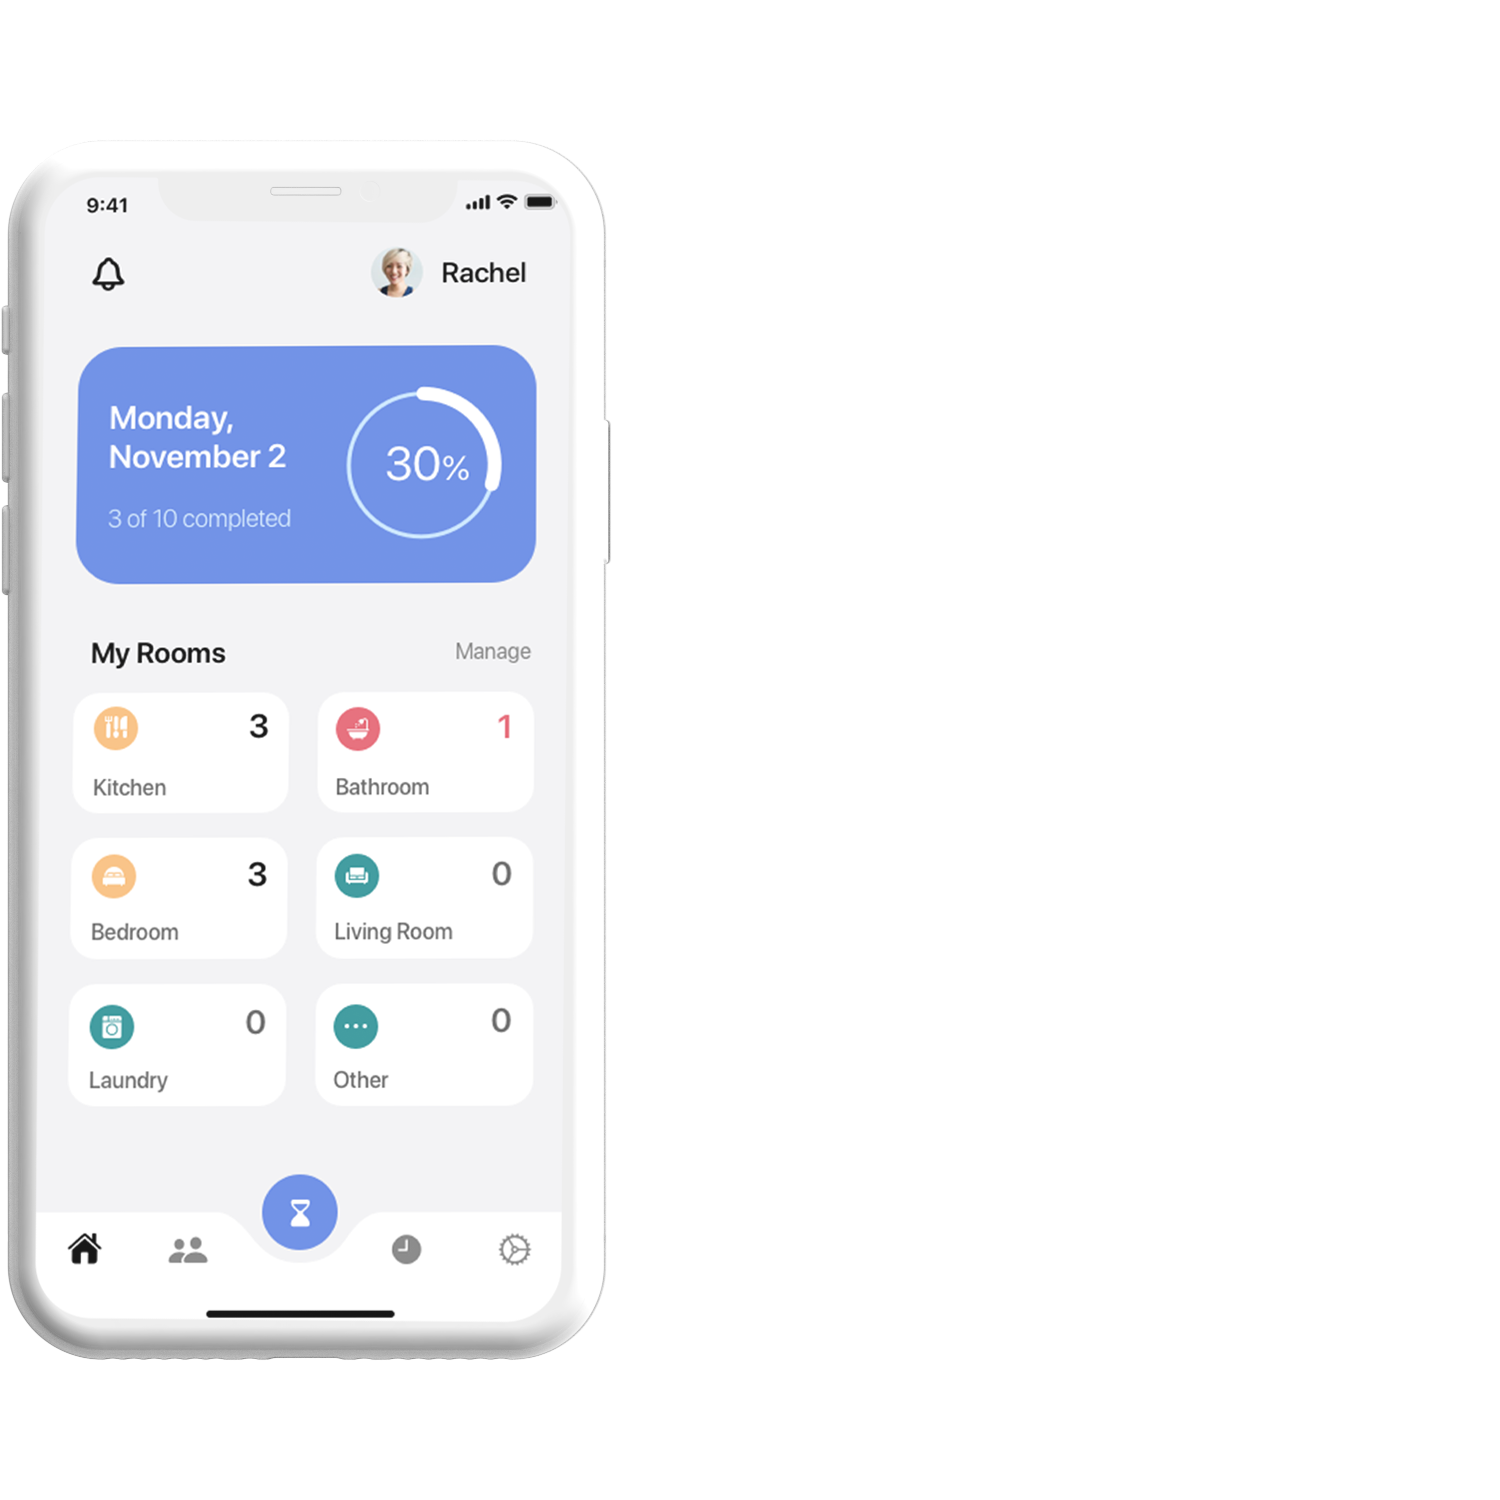 9:41
Rachel
Monday,
November 2
30%
3 of 10 completed
My Rooms
Manage
3
Kitchen
1
Bathroom
3
Bedroom
0
Living Room
0
Laundry
0
Other